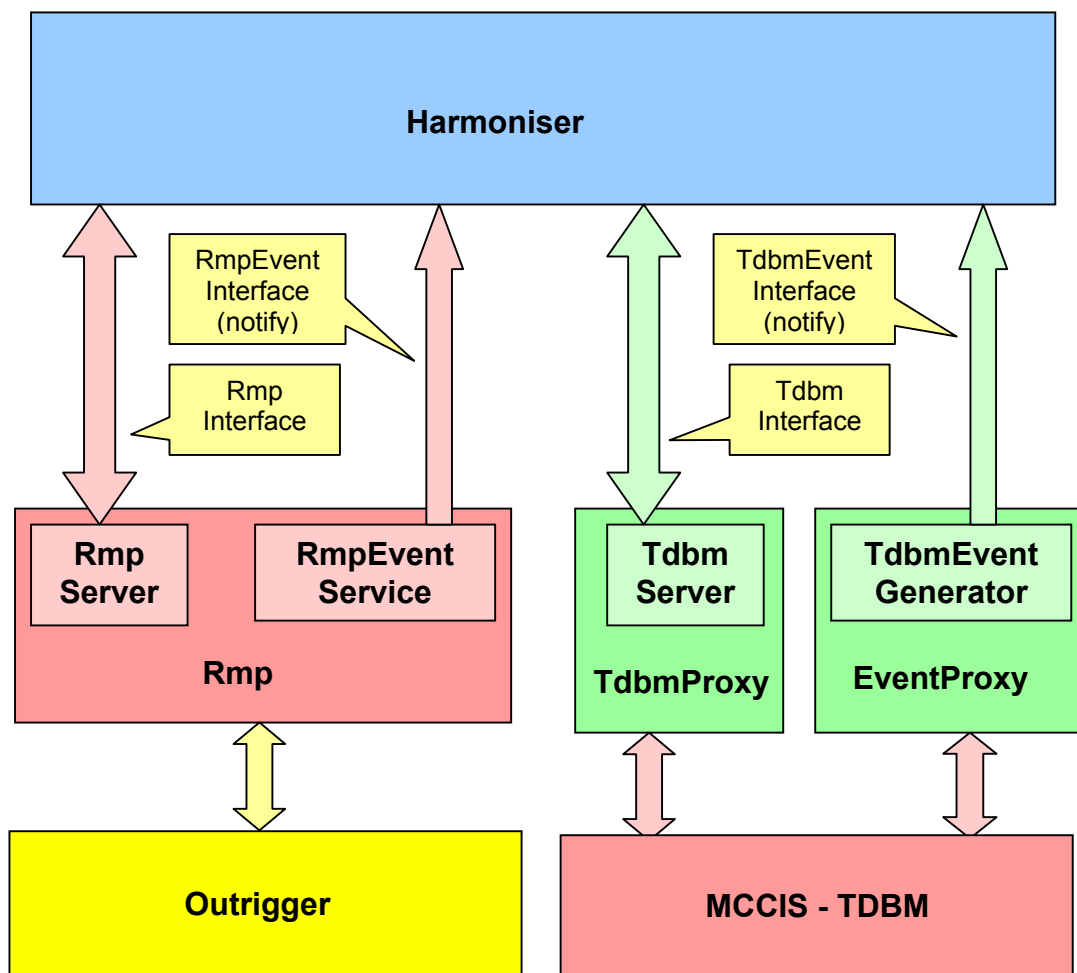 Harmoniser
RmpEvent
Interface
(notify)
TdbmEvent
Interface
(notify)
Rmp
Interface
Tdbm
Interface
Rmp
Server
RmpEvent
Service
Tdbm
Server
TdbmEvent
Generator
Rmp
TdbmProxy
EventProxy
Outrigger
MCCIS - TDBM